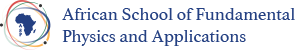 African School of Fundamental
Physics and Applications